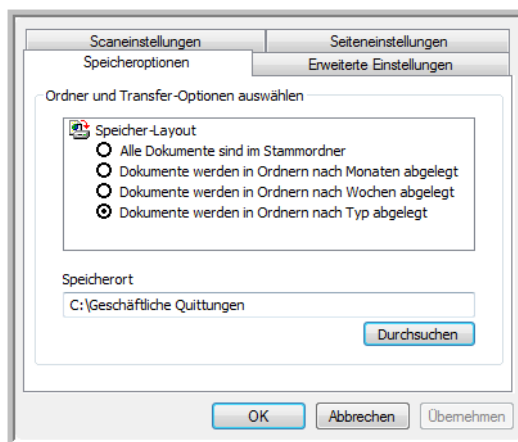 Scaneinstellungen
Seiteneinstellungen
Speicheroptionen
Erweiterte Einstellungen
Ordner und Transfer-Optionen auswählen
Speicher-Layout
Alle Dokumente sind im Stammordner
Dokumente werden in Ordnern nach Monaten abgelegt
Dokumente werden in Ordnern nach Wochen abgelegt
Dokumente werden in Ordnern nach Typ abgelegt
Speicherort
C:\Geschäftliche Quittungen
Durchsuchen
OK
Abbrechen
Übernehmen